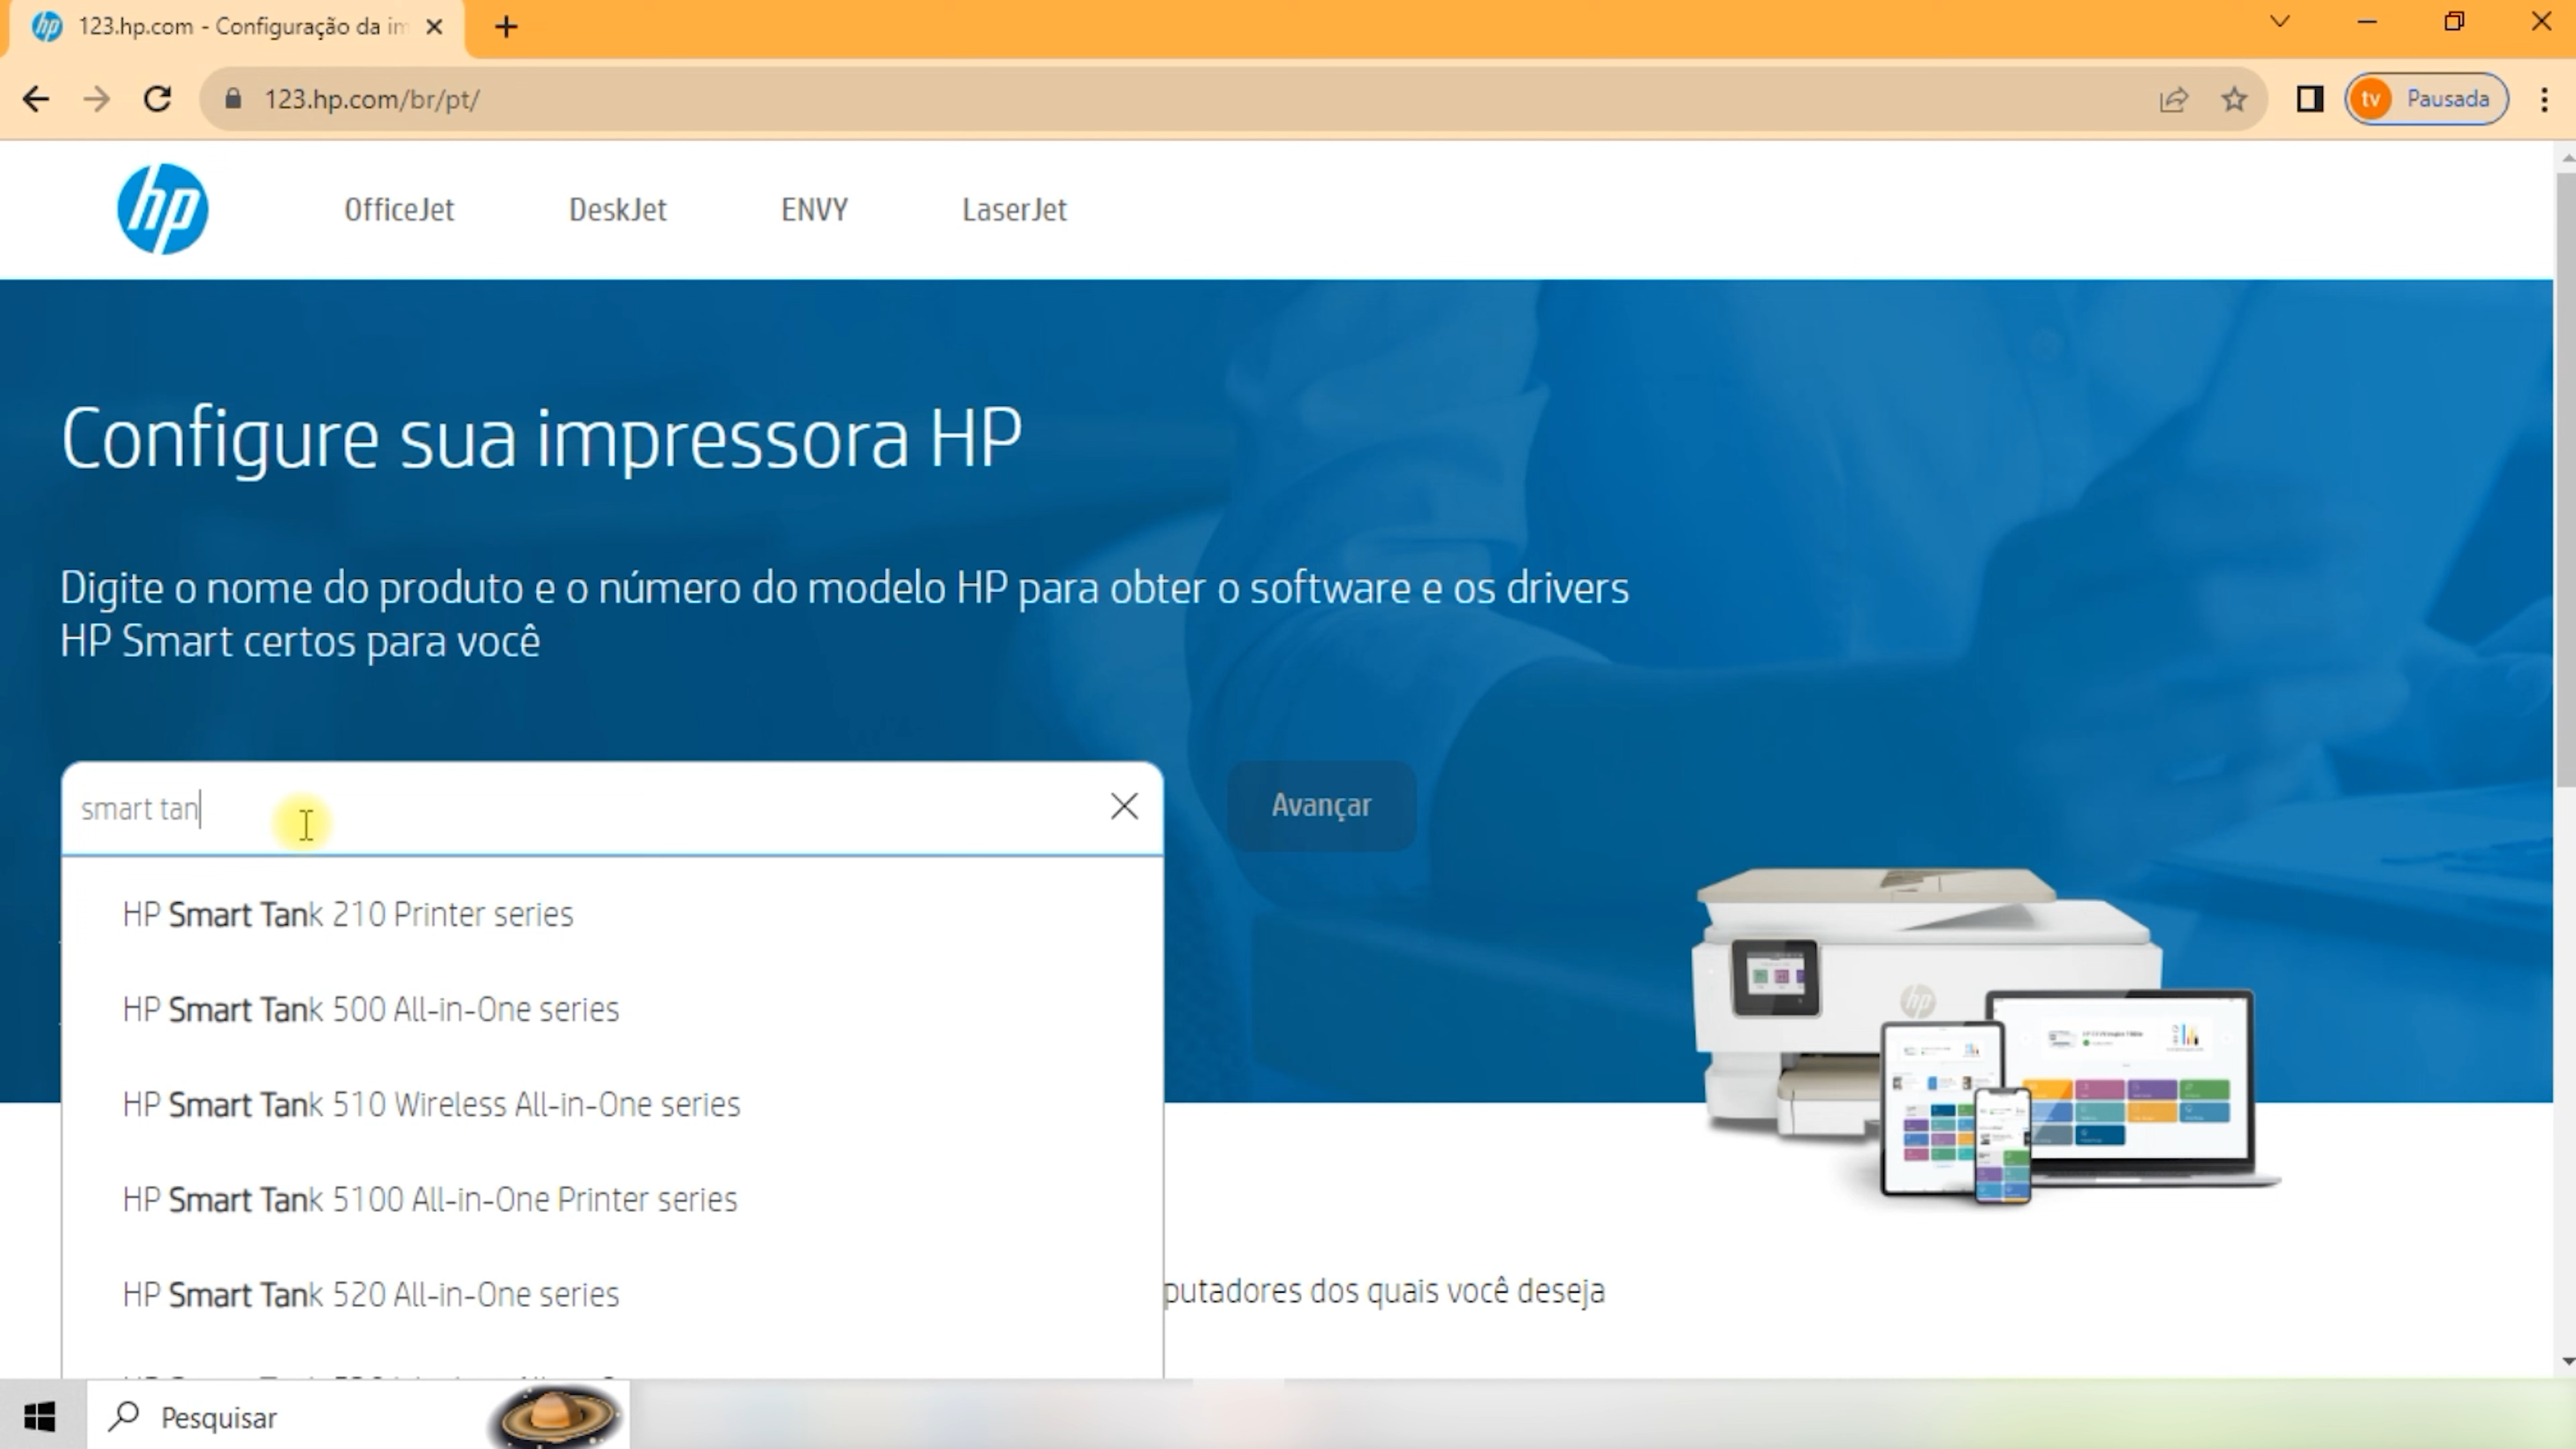 123.hp.com - Configuração da im
123.hp.com/br/pt/
tv Pausada
hp
OfficeJet DeskJet ENVY LaserJet
Configure sua impressora HP
Digite o nome do produto e o número do modelo HP para obter o software e os drivers
HP Smart certos para você
smart tan
Avançar
HP Smart Tank 210 Printer series
HP Smart Tank 500 All-in-One series
HP Smart Tank 510 Wireless All-in-One series
HP Smart Tank 5100 All-in-One Printer series
HP Smart Tank 520 All-in-One series
putadores dos quais você deseja
Pesquisar